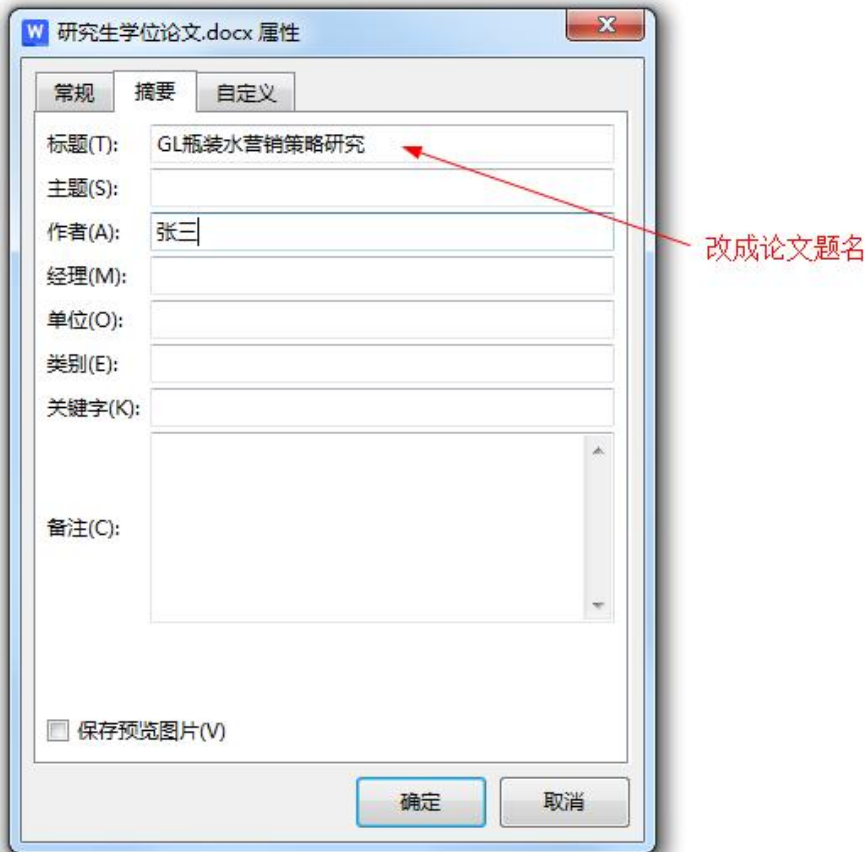 W 研究生学位论文.docx 属性
常规 摘要 自定义
标题(T): GL瓶装水营销策略研究
主题(S):
作者(A): 张三
改成论文题名
经理(M):
单位(O):
类别(E):
关键字(K):
备注(C):
保存预览图片(V)
确定 取消